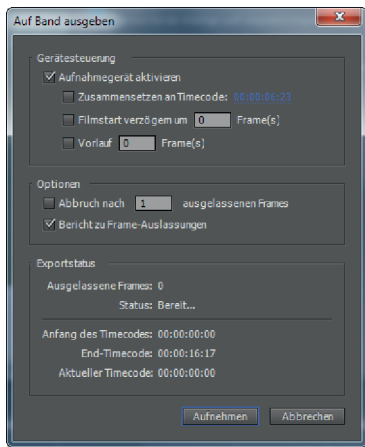 Auf Band ausgeben
Gerätesteuerung
Aufnahmegerät aktivieren
Zusammensetzen an Timecode: 00:00:06:23
Filmstart verzögern um 0 Frame(s)
Vorlauf 0 Frame(s)
Optionen
Abbruch nach 1 ausgelassenen Frames
Bericht zu Frame-Auslassungen
Exportstatus
Ausgelassene Frames: 0
Status: Bereit...
Anfang des Timecodes: 00:00:00:00
End-Timecode: 00:00:16:17
Aktueller Timecode: 00:00:00:00
Aufnehmen Abbrechen